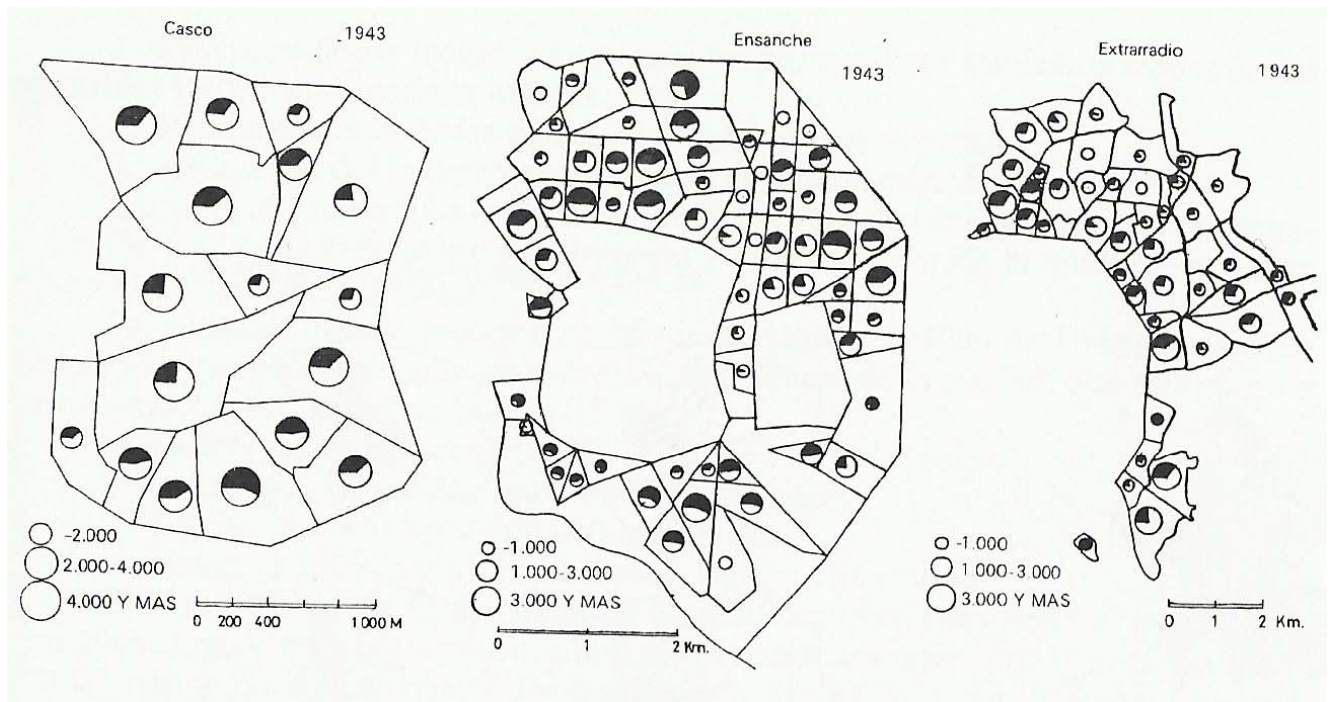 Casco 1943
-2.000
2.000-4.000
4.000 Y MAS
0 200 400 1000 M
Ensanche
1943
-1.000
1.000-3.000
3.000 Y MAS
0 1 2 Km.
Extrarradio
1943
-1.000
1.000-3.000
3.000 Y MAS
0 1 2 Km.